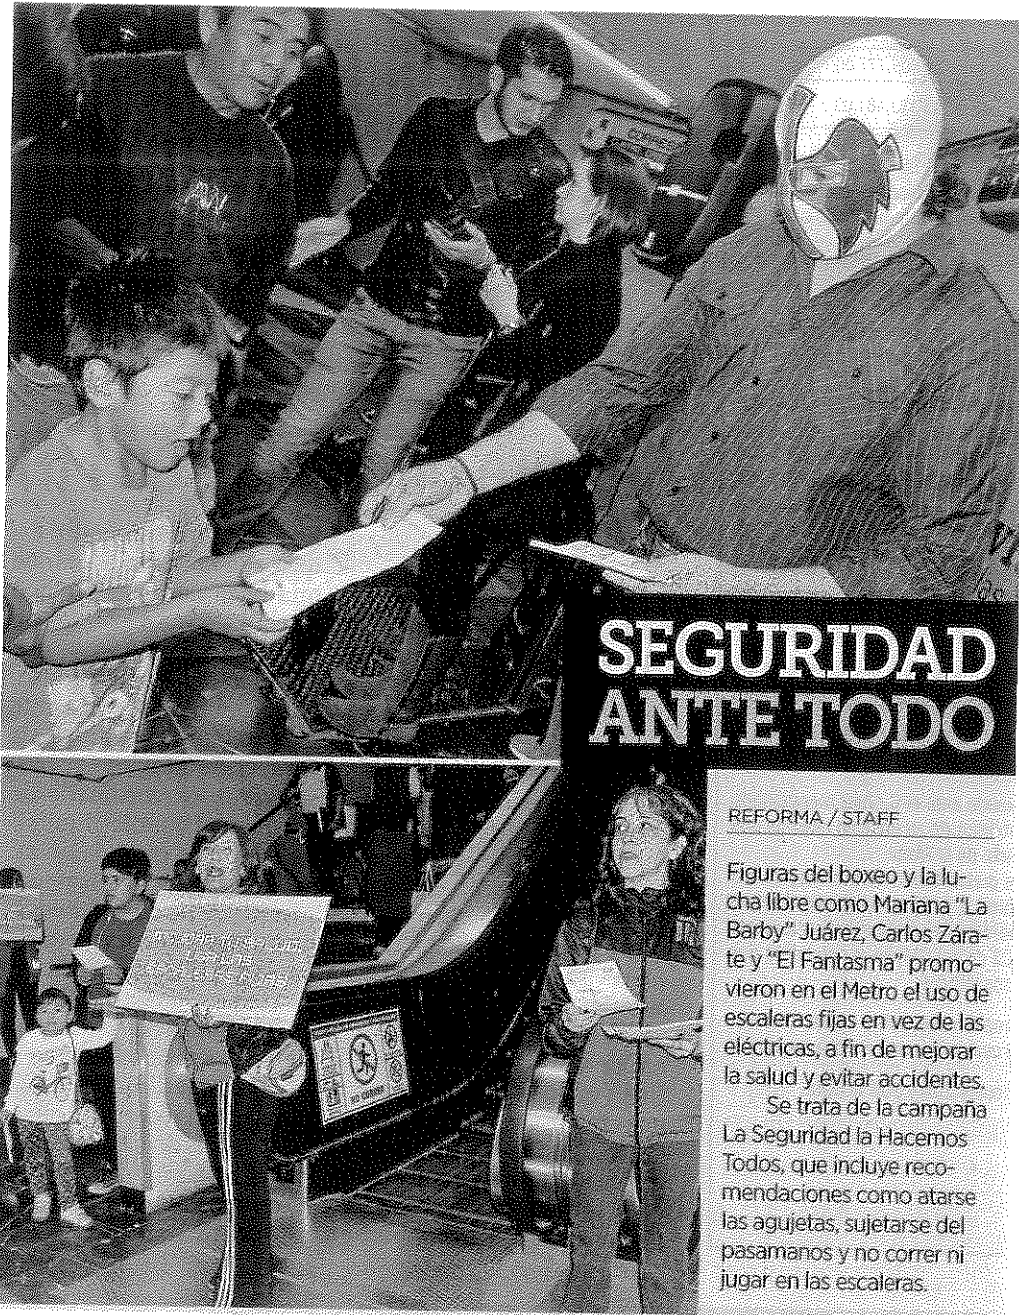 SEGURIDAD
ANTE TODO
REFORMA / STAFF
Figuras del boxeo y la lu-
cha libre como Mariana "La
Barby" Juárez, Carlos Zára-
te y "El Fantasma" promo-
vieron en el Metro el uso de
escaleras fijas en vez de las
eléctricas, a fin de mejorar
la salud y evitar accidentes.
Se trata de la campaña
La Seguridad la Hacemos
Todos, que incluye reco-
mendaciones como atarse
las agujetas, sujetarse del
pasamanos y no correr ni
jugar en las escaleras.